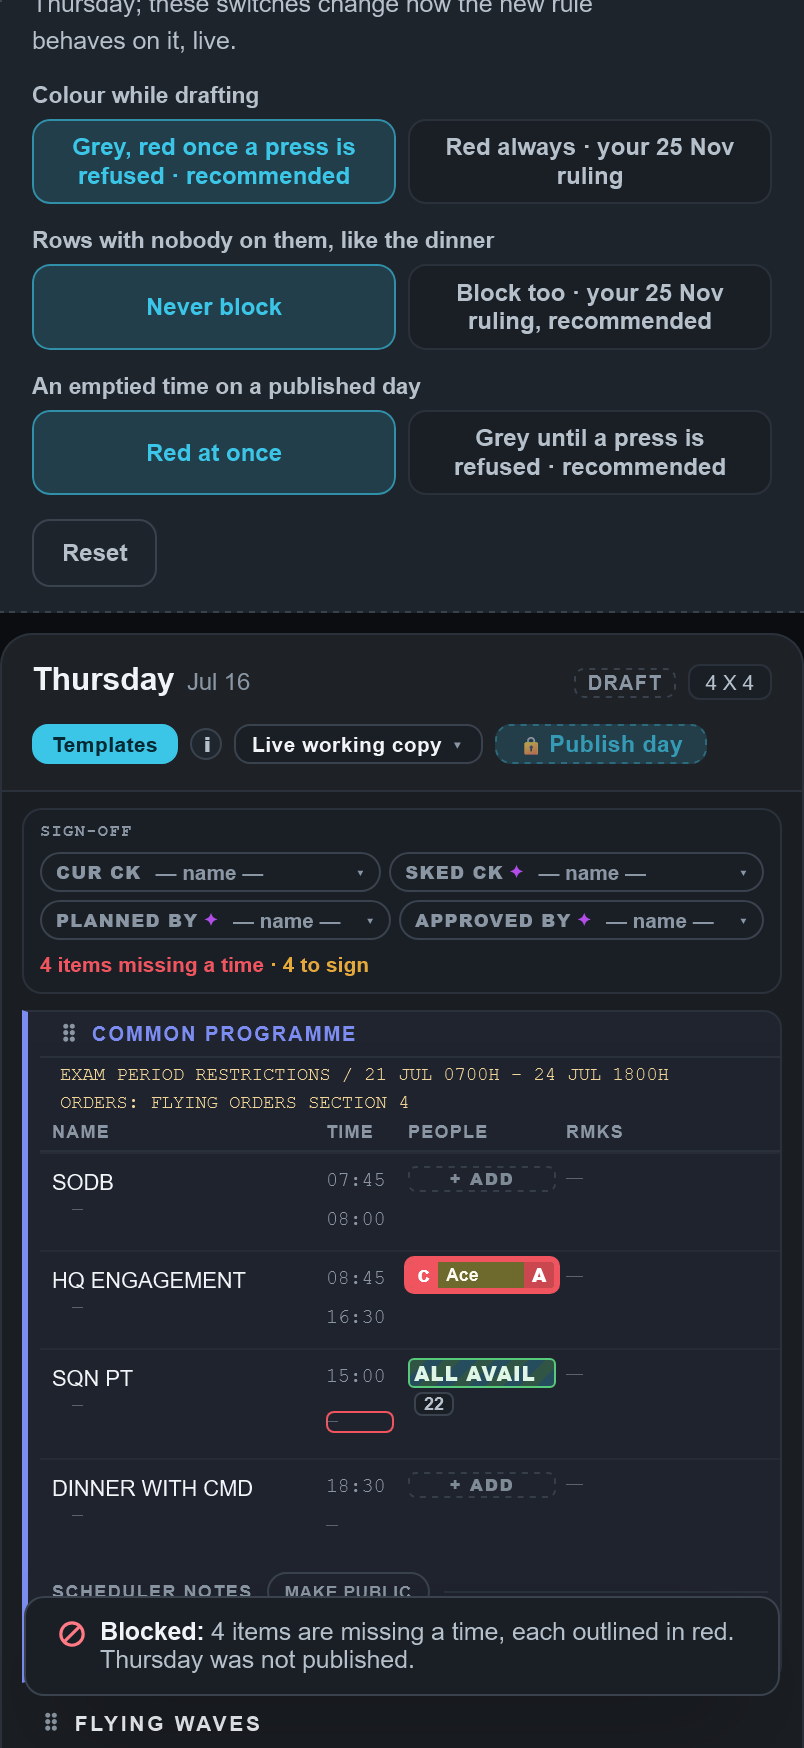 Thursday; these switches change how the new rule
behaves on it, live.
Colour while drafting
Grey, red once a press is
refused · recommended
Red always · your 25 Nov
ruling
Rows with nobody on them, like the dinner
Never block
Block too · your 25 Nov
ruling, recommended
An emptied time on a published day
Red at once
Grey until a press is
refused · recommended
Reset
Thursday Jul 16
DRAFT
4 X 4
Templates
i
Live working copy
Publish day
SIGN-OFF
CUR CK — name —
SKED CK — name —
PLANNED BY — name —
APPROVED BY — name —
4 items missing a time · 4 to sign
COMMON PROGRAMME
EXAM PERIOD RESTRICTIONS / 21 JUL 0700H – 24 JUL 1800H
ORDERS: FLYING ORDERS SECTION 4
NAME TIME PEOPLE RMKS
SODB 07:45 + ADD —
— 08:00
HQ ENGAGEMENT 08:45 C Ace A —
— 16:30
SQN PT 15:00 ALL AVAIL —
— — 22
DINNER WITH CMD 18:30 + ADD —
— —
SCHEDULER NOTES MAKE PUBLIC
Blocked: 4 items are missing a time, each outlined in red.
Thursday was not published.
FLYING WAVES